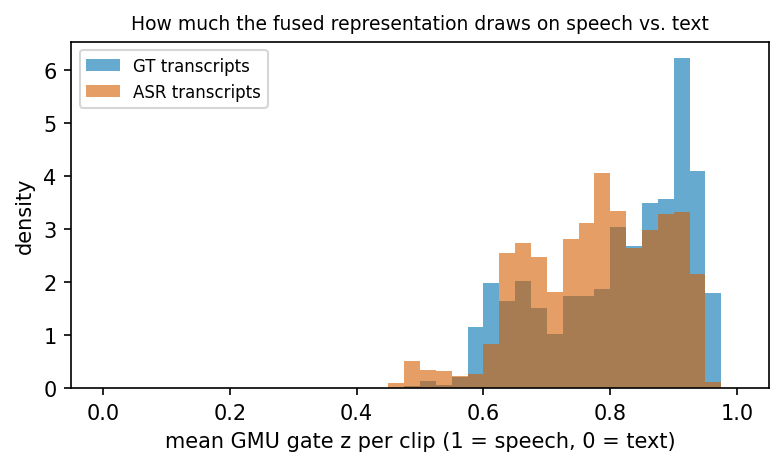 How much the fused representation draws on speech vs. text
GT transcripts
ASR transcripts
density
6
5
4
3
2
1
0
0.0 0.2 0.4 0.6 0.8 1.0
mean GMU gate z per clip (1 = speech, 0 = text)